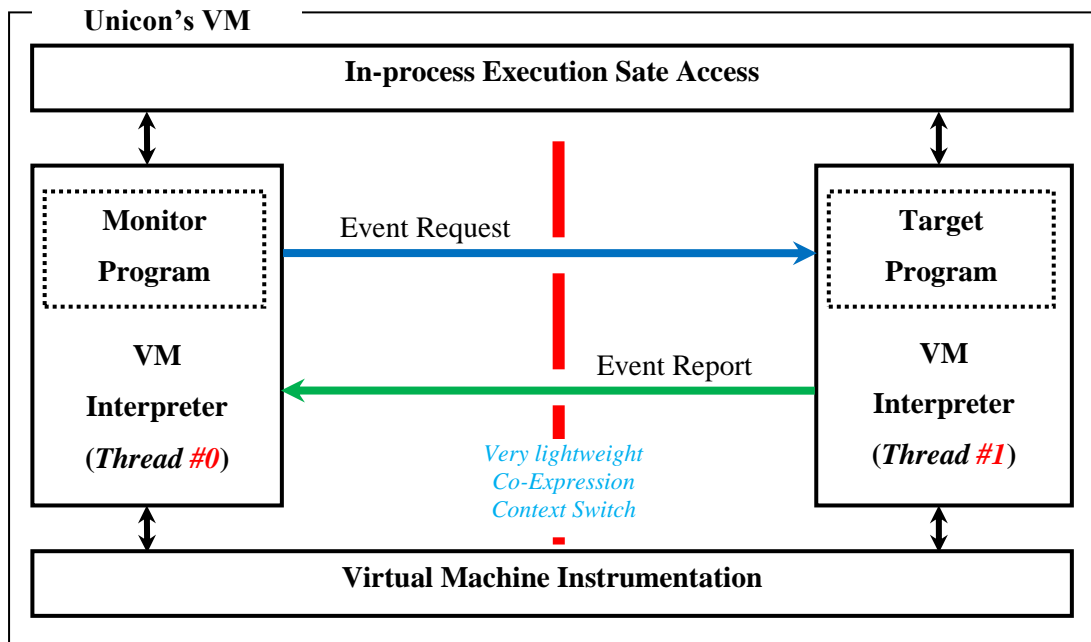 Unicon's VM
In-process Execution Sate Access
Monitor
Program
Event Request
Target
Program
VM
Interpreter
(Thread #0)
Event Report
VM
Interpreter
(Thread #1)
Very lightweight
Co-Expression
Context Switch
Virtual Machine Instrumentation